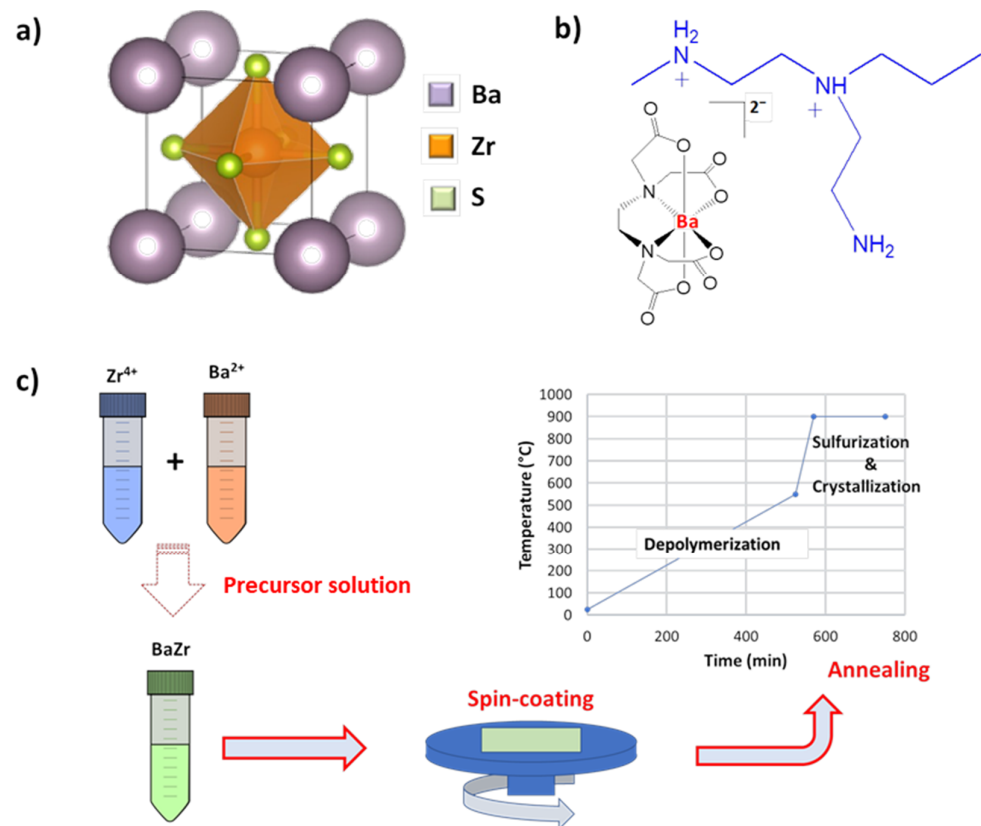 a)
Ba
Zr
S
b)
H₂
N
+
NH
+
NH₂
2−
O
O
O
O
N
Ba
N
O
O
O
O
c)
Zr⁴⁺
Ba²⁺
+
Precursor solution
BaZr
Spin-coating
Annealing
Temperature (°C)
1000
900
800
700
600
500
400
300
200
100
0
Sulfurization
&
Crystallization
Depolymerization
0
200
400
600
800
Time (min)